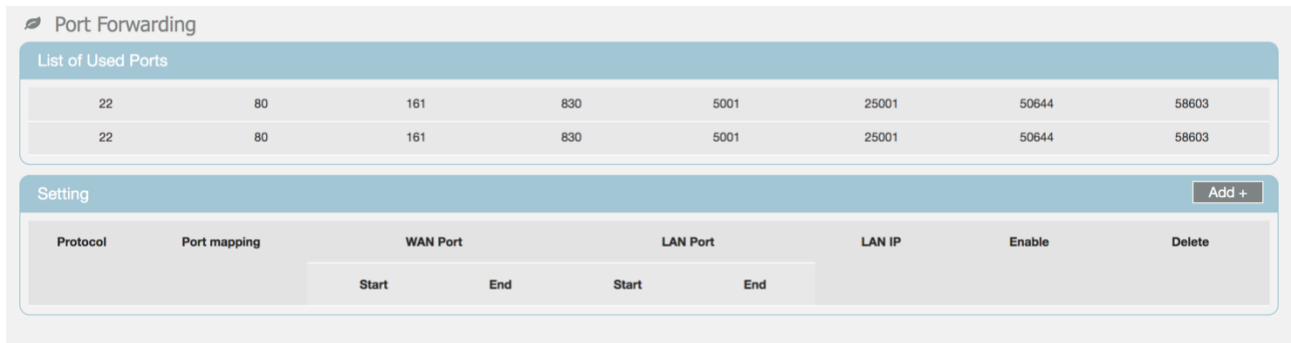 Port Forwarding
List of Used Ports
22 80 161 830 5001 25001 50644 58603
22 80 161 830 5001 25001 50644 58603
Setting Add +
Protocol Port mapping WAN Port LAN Port LAN IP Enable Delete
Start End Start End